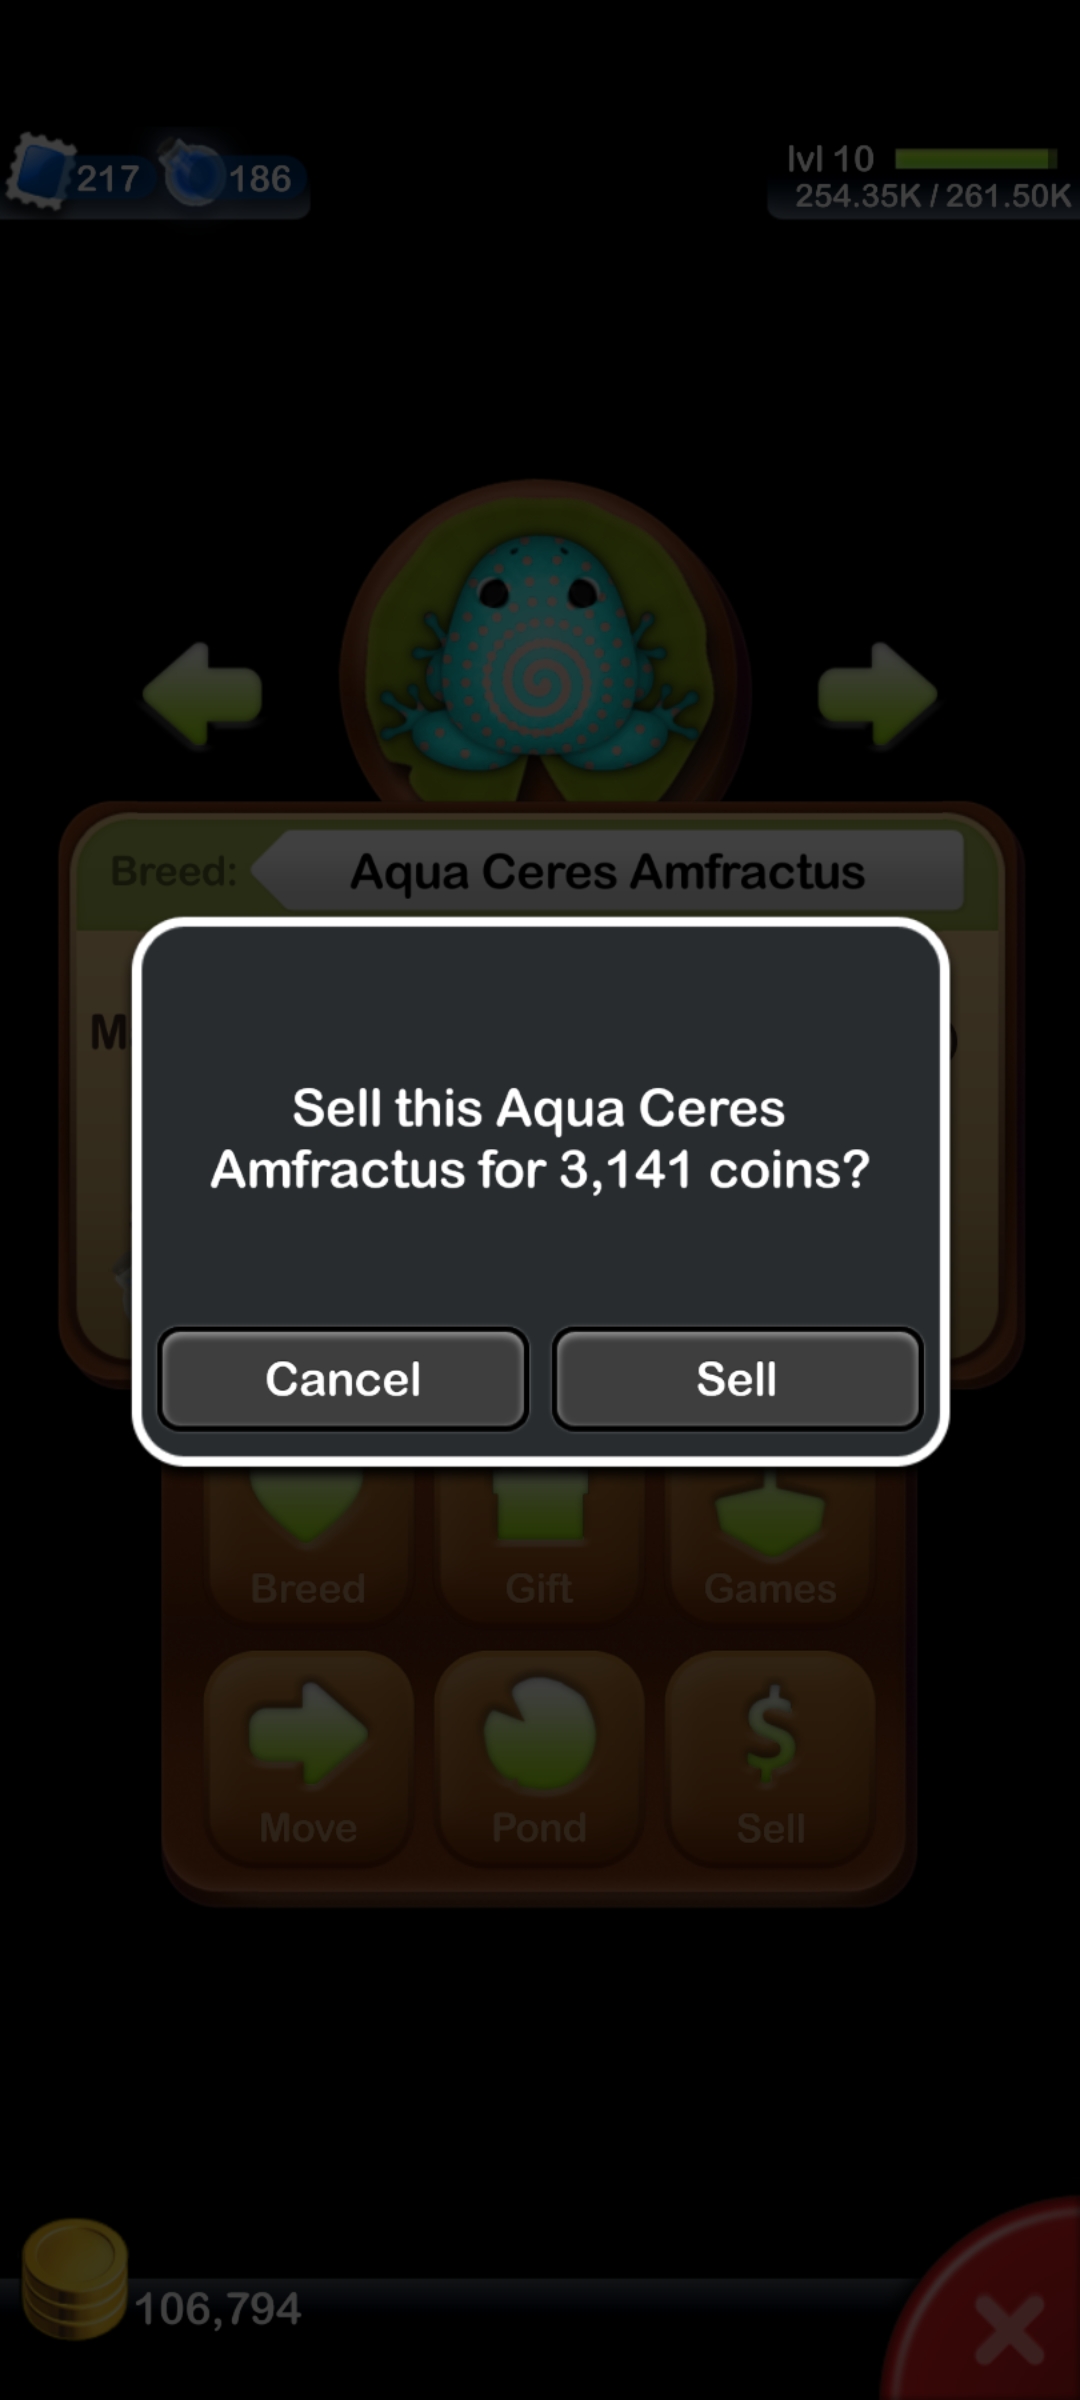 217
186
lvl 10
254.35K / 261.50K
Breed:
Aqua Ceres Amfractus
M
Sell this Aqua Ceres
Amfractus for 3,141 coins?
Cancel
Sell
Breed
Gift
Games
Move
Pond
$
Sell
106,794